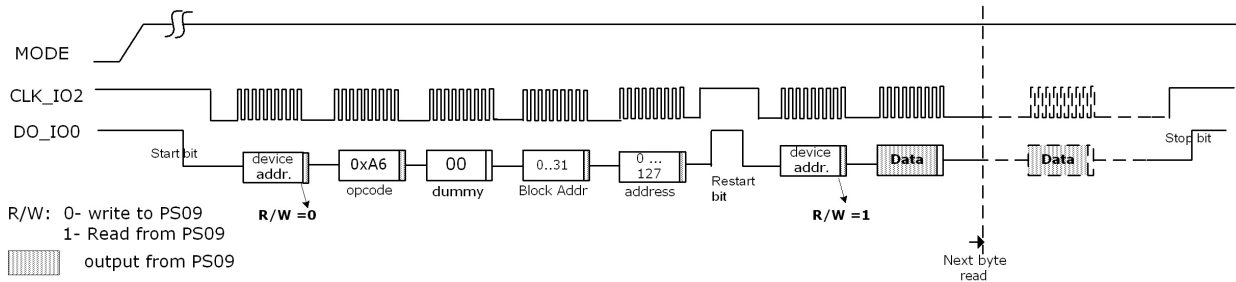 MODE
CLK_IO2
DO_IO0
Start bit
device addr.
0xA6
00
0..31
0 ... 127
Restart bit
device addr.
Data
Data
Stop bit
opcode
dummy
Block Addr
address
R/W =0
R/W =1
R/W: 0- write to PS09
1- Read from PS09
output from PS09
Next byte
read